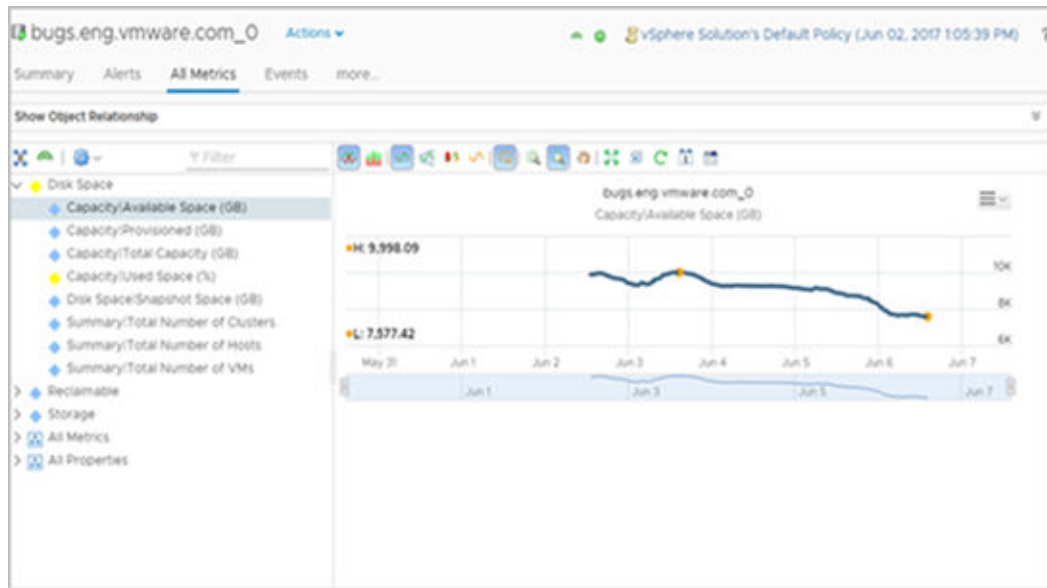 bugs.eng.vmware.com_0 Actions vSphere Solution's Default Policy (Jun 02, 2017 1:05:39 PM) ?
Summary Alerts All Metrics Events more...
Show Object Relationship
Filter
Disk Space
Capacity|Available Space (GB)
Capacity|Provisioned (GB)
Capacity|Total Capacity (GB)
Capacity|Used Space (%)
Disk Space|Snapshot Space (GB)
Summary|Total Number of Clusters
Summary|Total Number of Hosts
Summary|Total Number of VMs
Reclaimable
Storage
All Metrics
All Properties
bugs.eng.vmware.com_0
Capacity|Available Space (GB)
H: 9,998.09
10K
8K
L: 7,577.42
6K
May 31 Jun 1 Jun 2 Jun 3 Jun 4 Jun 5 Jun 6 Jun 7
Jun 1 Jun 3 Jun 5 Jun 7